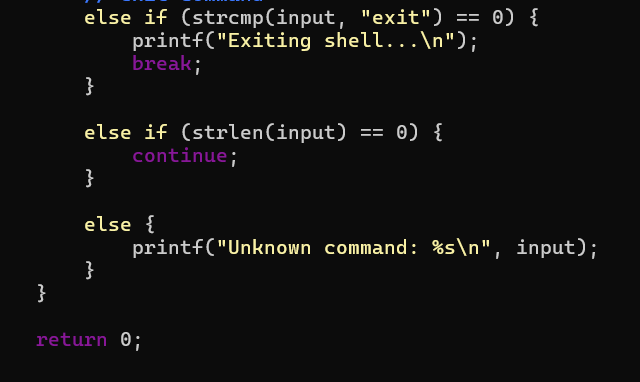 else if (strcmp(input, "exit") == 0) {
printf("Exiting shell...\n");
break;
}
else if (strlen(input) == 0) {
continue;
}
else {
printf("Unknown command: %s\n", input);
}
}
return 0;